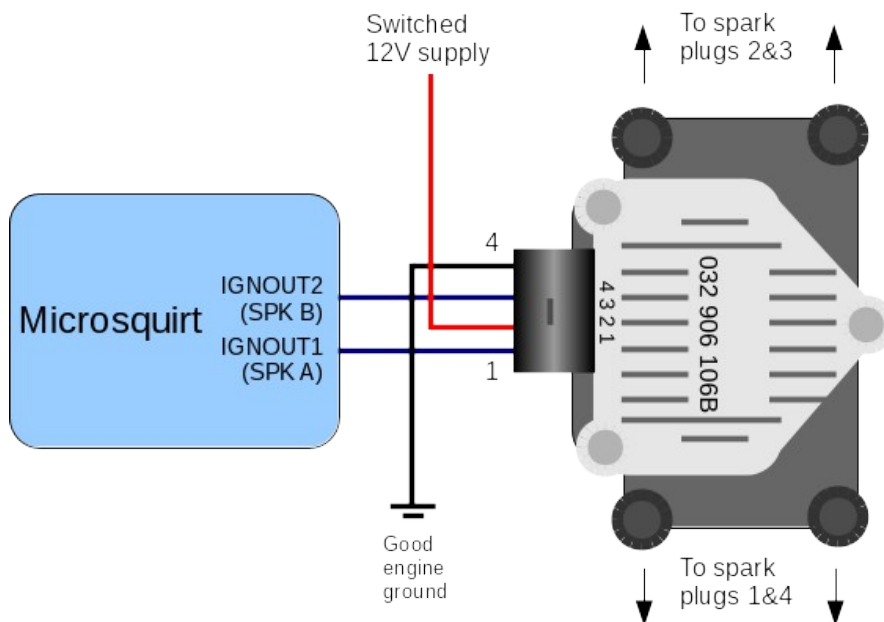 Switched
12V supply
To spark
plugs 2&3
4
IGNOUT2
(SPK B)
Microsquirt
IGNOUT1
(SPK A)
1
4 3 2 1
032 906 106B
Good
engine
ground
To spark
plugs 1&4